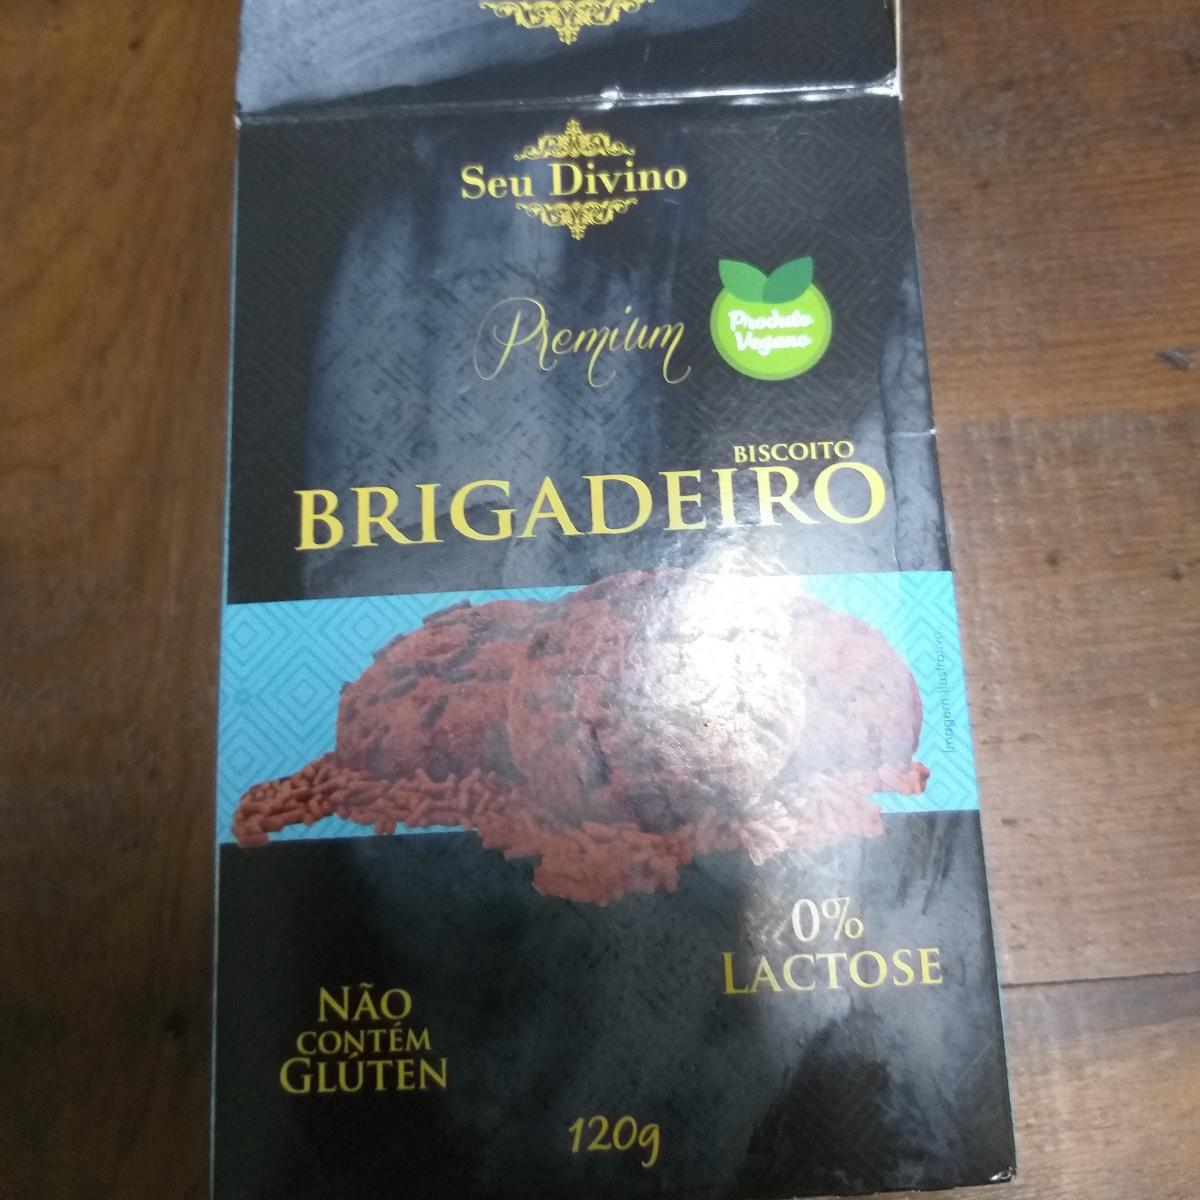 Seu Divino
Premium
Produto
Vegano
BISCOITO
BRIGADEIRO
Imagem ilustrativa
0%
LACTOSE
NÃO
CONTÉM
GLÚTEN
120g